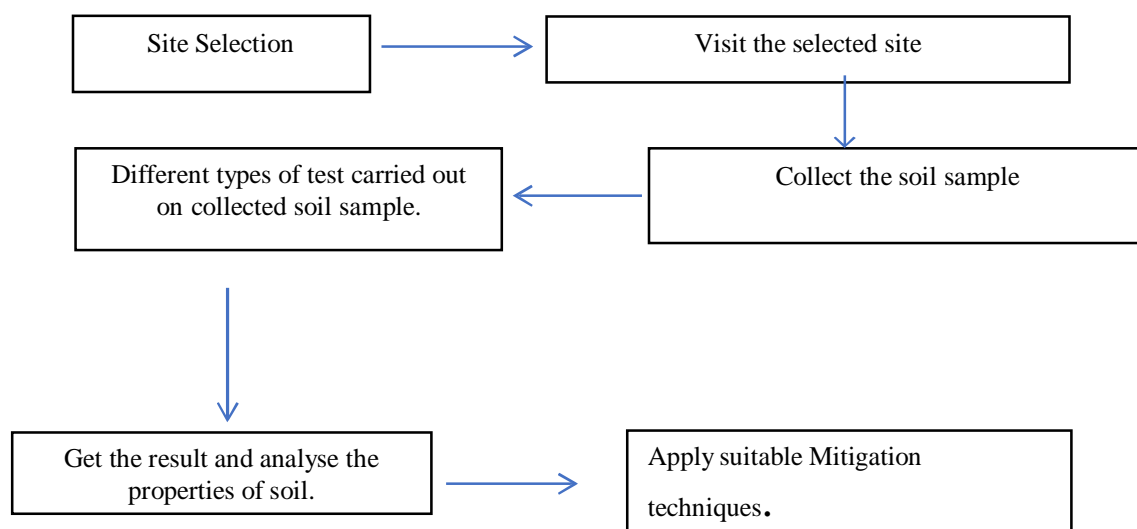 Site Selection
Visit the selected site
Collect the soil sample
Different types of test carried out
on collected soil sample.
Get the result and analyse the
properties of soil.
Apply suitable Mitigation
techniques.